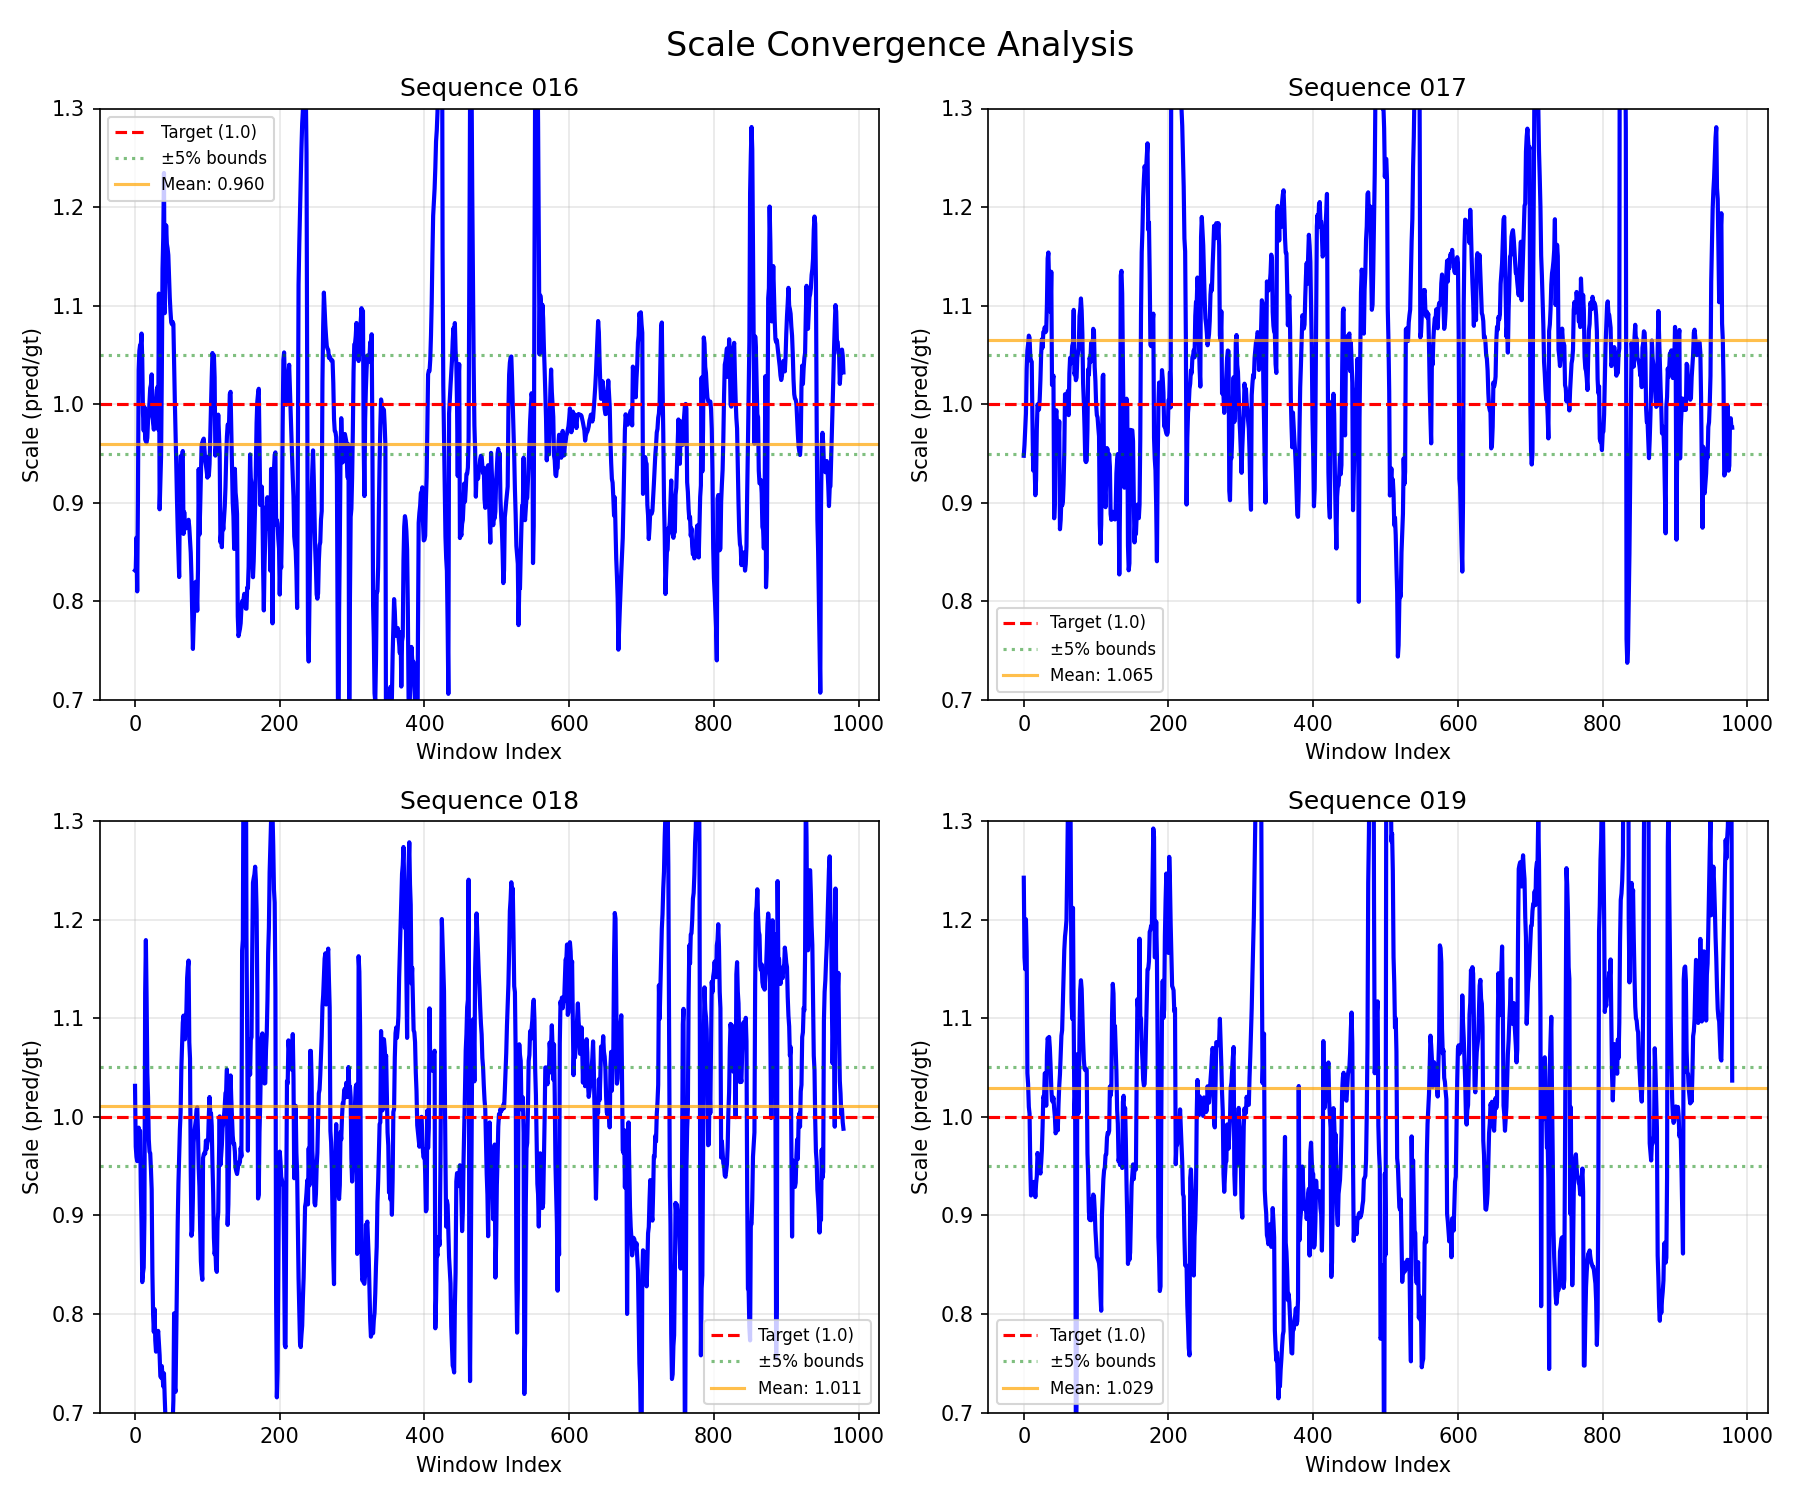 Scale Convergence Analysis
Sequence 016
Scale (pred/gt)
1.3
1.2
1.1
1.0
0.9
0.8
0.7
Target (1.0)
±5% bounds
Mean: 0.960
0 200 400 600 800 1000
Window Index
Sequence 017
Scale (pred/gt)
1.3
1.2
1.1
1.0
0.9
0.8
0.7
Target (1.0)
±5% bounds
Mean: 1.065
0 200 400 600 800 1000
Window Index
Sequence 018
Scale (pred/gt)
1.3
1.2
1.1
1.0
0.9
0.8
0.7
Target (1.0)
±5% bounds
Mean: 1.011
0 200 400 600 800 1000
Window Index
Sequence 019
Scale (pred/gt)
1.3
1.2
1.1
1.0
0.9
0.8
0.7
Target (1.0)
±5% bounds
Mean: 1.029
0 200 400 600 800 1000
Window Index